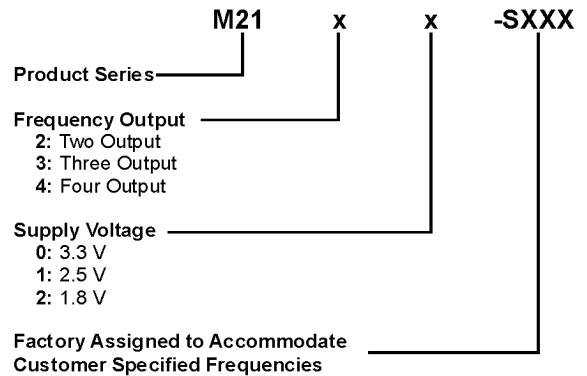 M21 x x -SXXX
Product Series
Frequency Output
2: Two Output
3: Three Output
4: Four Output
Supply Voltage
0: 3.3 V
1: 2.5 V
2: 1.8 V
Factory Assigned to Accommodate
Customer Specified Frequencies